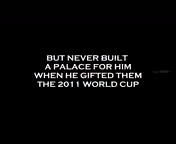 BUT NEVER BUILT
A PALACE FOR HIM
WHEN HE GIFTED THEM
THE 2011 WORLD CUP